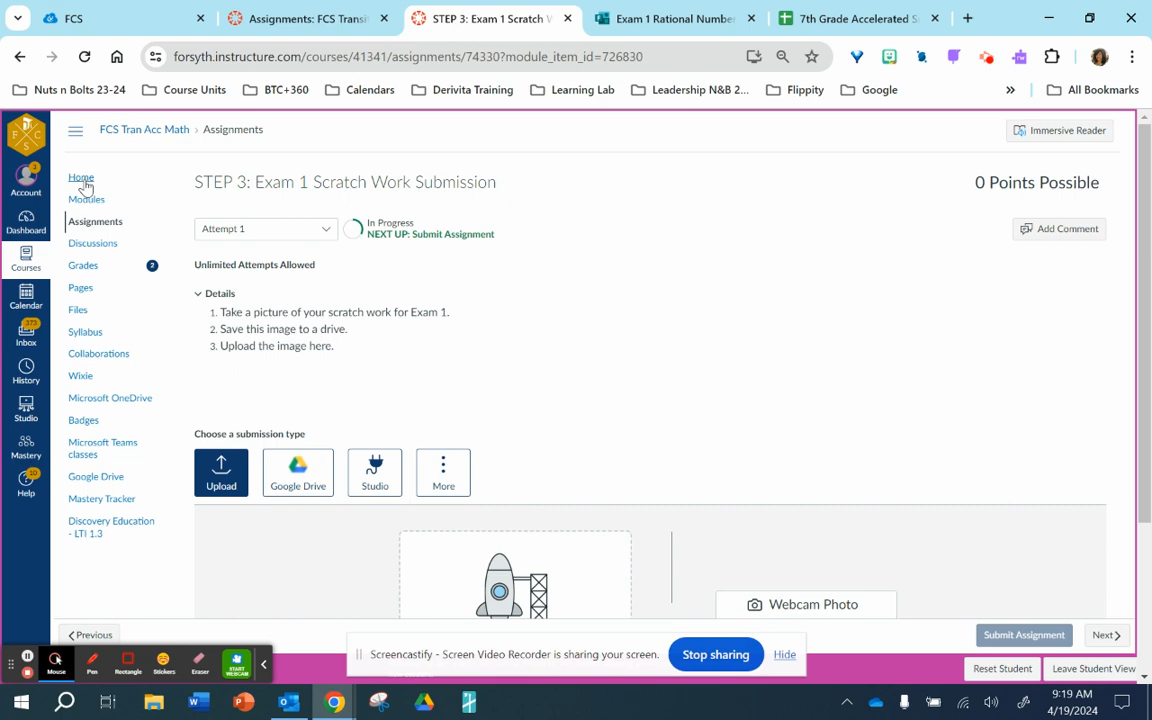 FCS
Assignments: FCS Transit
STEP 3: Exam 1 Scratch W
Exam 1 Rational Number
7th Grade Accelerated S
forsyth.instructure.com/courses/41341/assignments/74330?module_item_id=726830
Nuts n Bolts 23-24
Course Units
BTC+360
Calendars
Derivita Training
Learning Lab
Leadership N&B 2...
Flippity
Google
»
All Bookmarks
FCS
FCS Tran Acc Math › Assignments
Immersive Reader
3
Account
Dashboard
Courses
Calendar
373
Inbox
History
Studio
Mastery
10
Help
Home
Modules
Assignments
Discussions
Grades 2
Pages
Files
Syllabus
Collaborations
Wixie
Microsoft OneDrive
Badges
Microsoft Teams
classes
Google Drive
Mastery Tracker
Discovery Education
- LTI 1.3
STEP 3: Exam 1 Scratch Work Submission
0 Points Possible
Attempt 1
In Progress
NEXT UP: Submit Assignment
Add Comment
Unlimited Attempts Allowed
Details
1. Take a picture of your scratch work for Exam 1.
2. Save this image to a drive.
3. Upload the image here.
Choose a submission type
Upload
Google Drive
Studio
More
Webcam Photo
Previous
Submit Assignment
Next
Mouse
Pen
Rectangle
Stickers
Eraser
START
WEBCAM
Screencastify - Screen Video Recorder is sharing your screen.
Stop sharing
Hide
Reset Student
Leave Student View
9:19 AM
4/19/2024